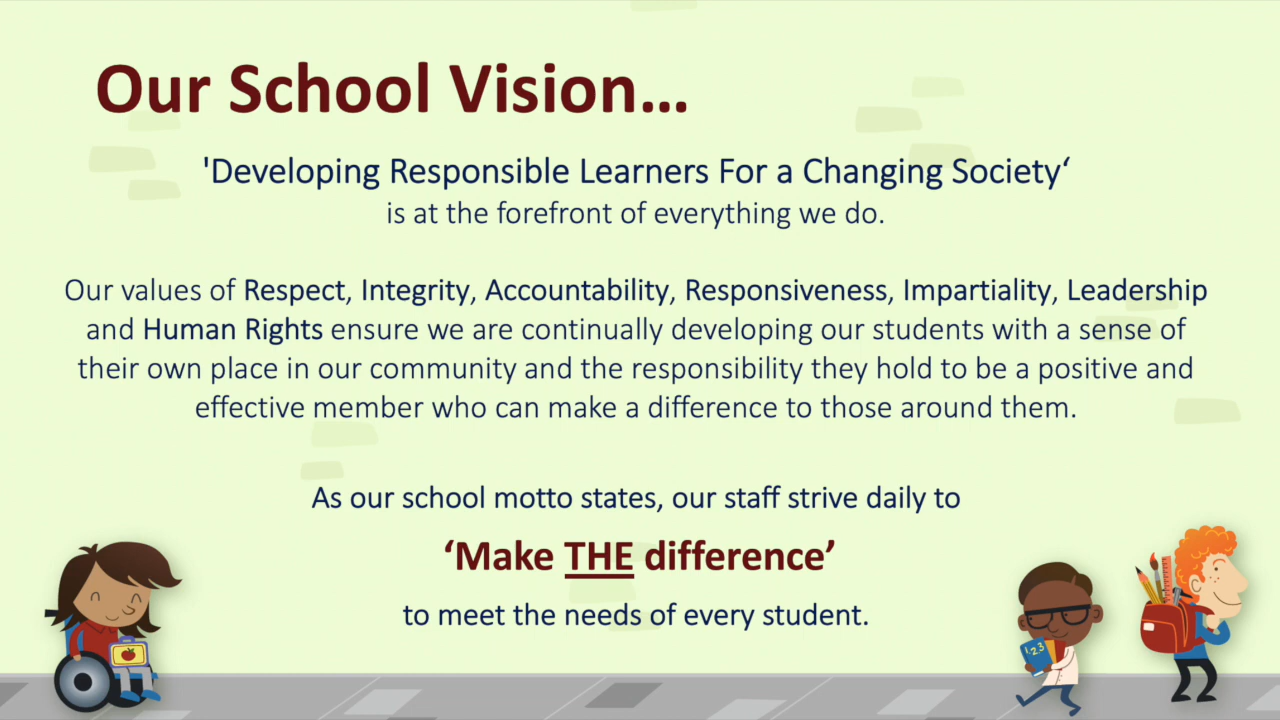 Our School Vision...
'Developing Responsible Learners For a Changing Society‘
is at the forefront of everything we do.
Our values of Respect, Integrity, Accountability, Responsiveness, Impartiality, Leadership
and Human Rights ensure we are continually developing our students with a sense of
their own place in our community and the responsibility they hold to be a positive and
effective member who can make a difference to those around them.
As our school motto states, our staff strive daily to
‘Make THE difference’
to meet the needs of every student.
1,2,3